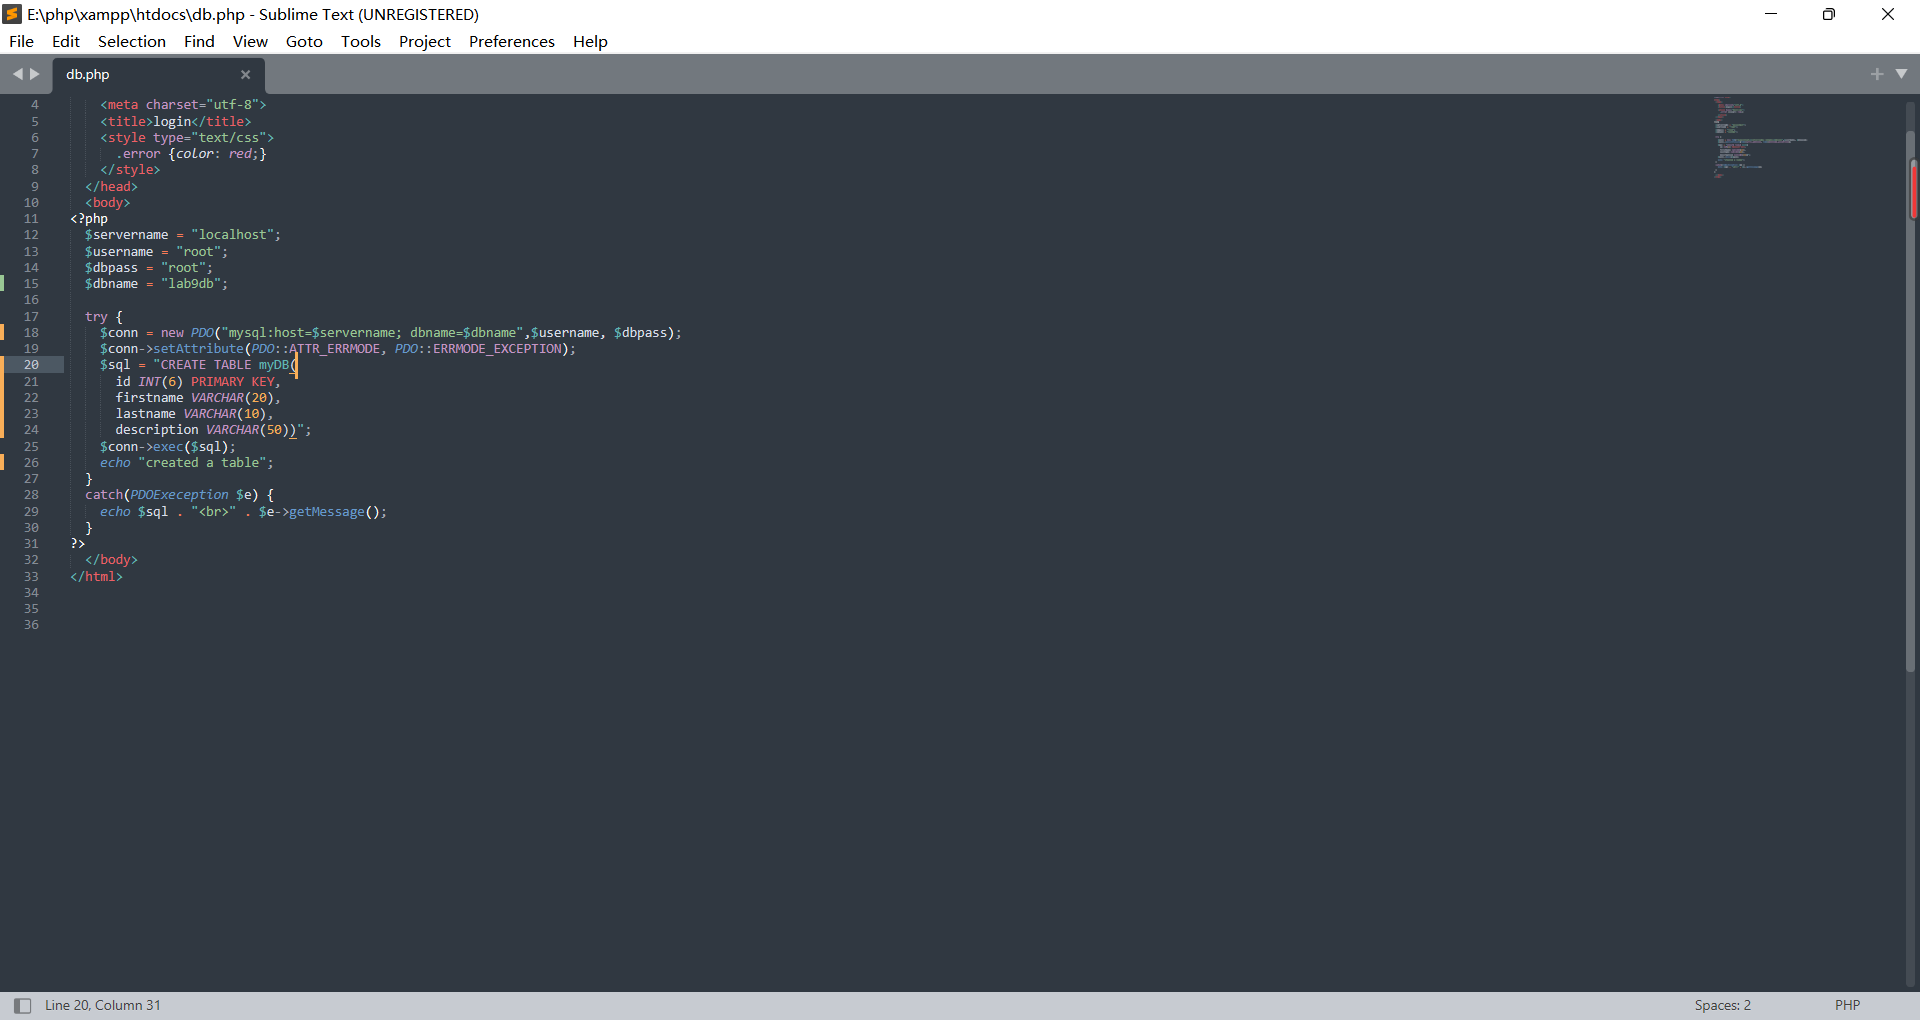 E:\php\xampp\htdocs\db.php - Sublime Text (UNREGISTERED)
File Edit Selection Find View Goto Tools Project Preferences Help
db.php
4 <meta charset="utf-8">
5 <title>login</title>
6 <style type="text/css">
7 .error {color: red;}
8 </style>
9 </head>
10 <body>
11 <?php
12 $servername = "localhost";
13 $username = "root";
14 $dbpass = "root";
15 $dbname = "lab9db";
16
17 try {
18 $conn = new PDO("mysql:host=$servername; dbname=$dbname",$username, $dbpass);
19 $conn->setAttribute(PDO::ATTR_ERRMODE, PDO::ERRMODE_EXCEPTION);
20 $sql = "CREATE TABLE myDB(
21 id INT(6) PRIMARY KEY,
22 firstname VARCHAR(20),
23 lastname VARCHAR(10),
24 description VARCHAR(50))";
25 $conn->exec($sql);
26 echo "created a table";
27 }
28 catch(PDOExeception $e) {
29 echo $sql . "<br>" . $e->getMessage();
30 }
31 ?>
32 </body>
33 </html>
34
35
36
Line 20, Column 31 Spaces: 2 PHP